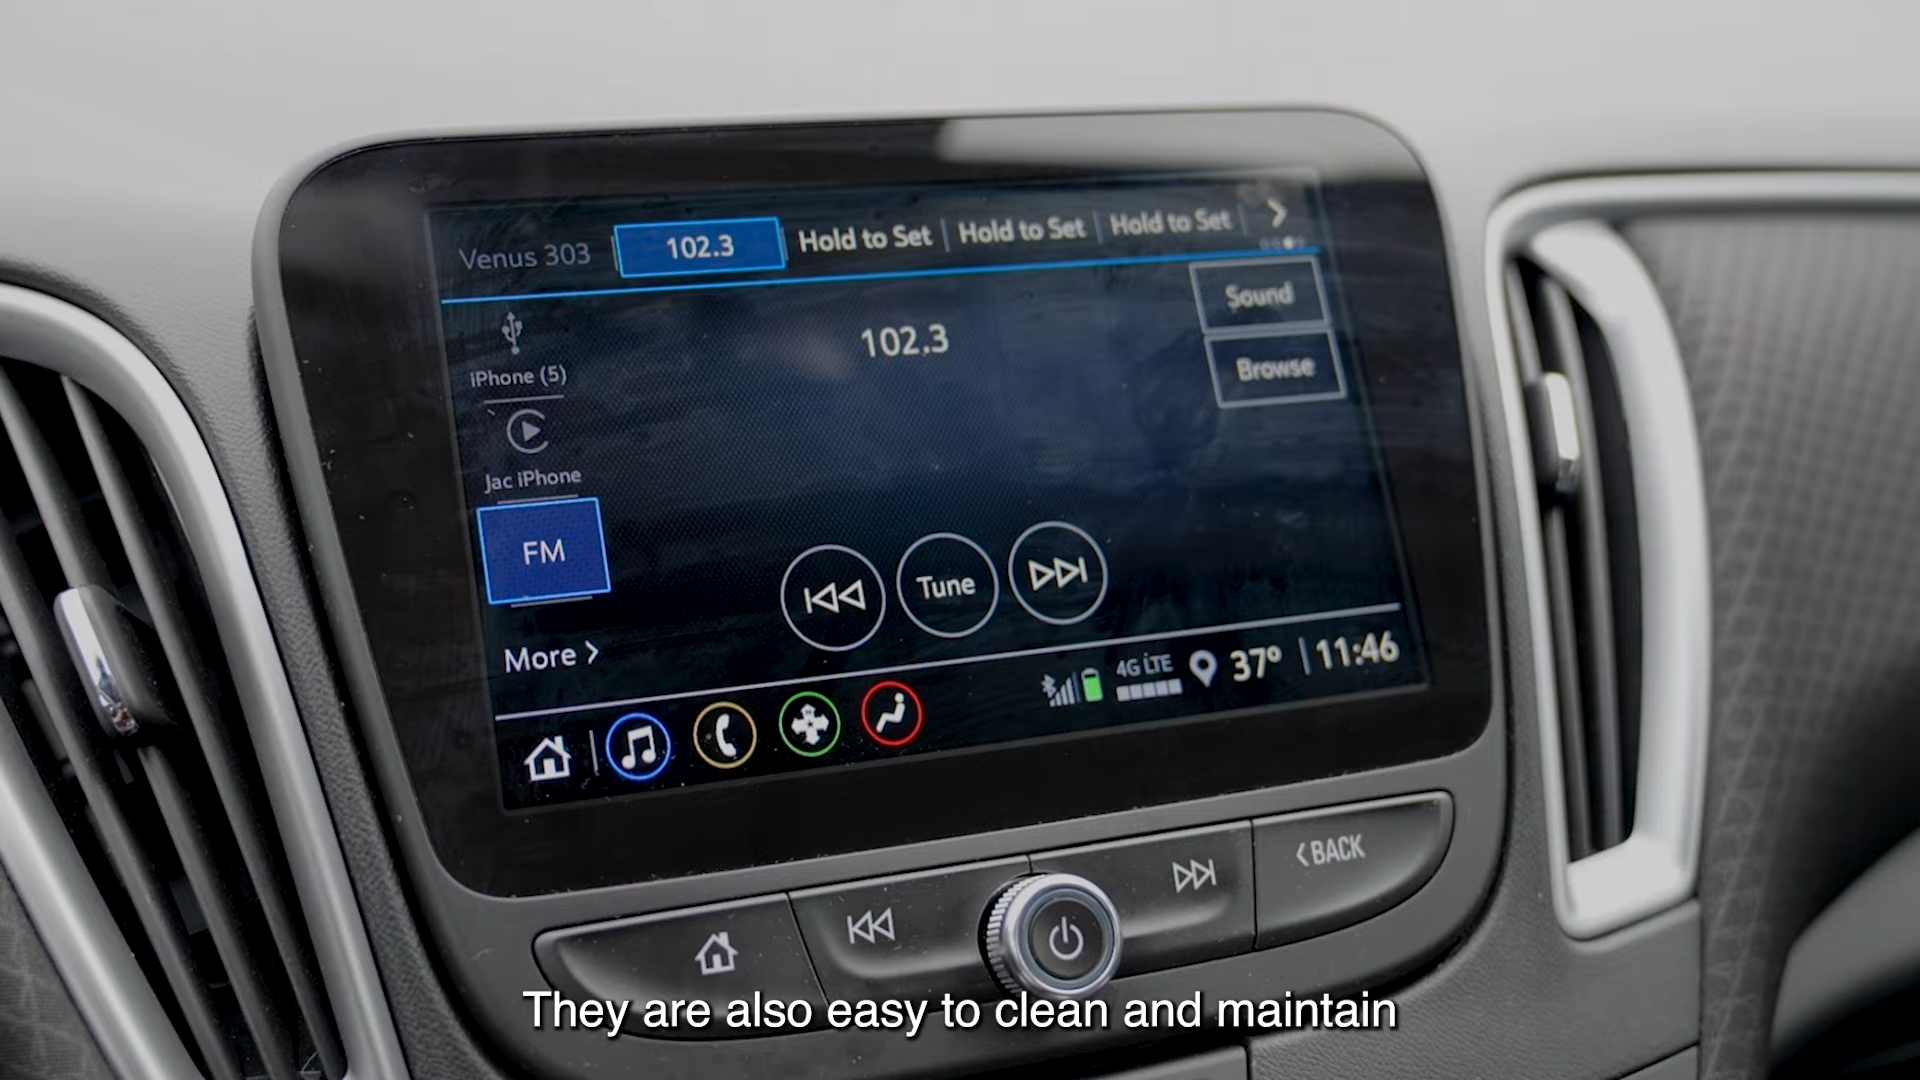 Venus 303
102.3
Hold to Set
Hold to Set
Hold to Set
102.3
Sound
Browse
iPhone (5)
Jac iPhone
FM
Tune
More >
4G LTE
37°
11:46
< BACK
They are also easy to clean and maintain